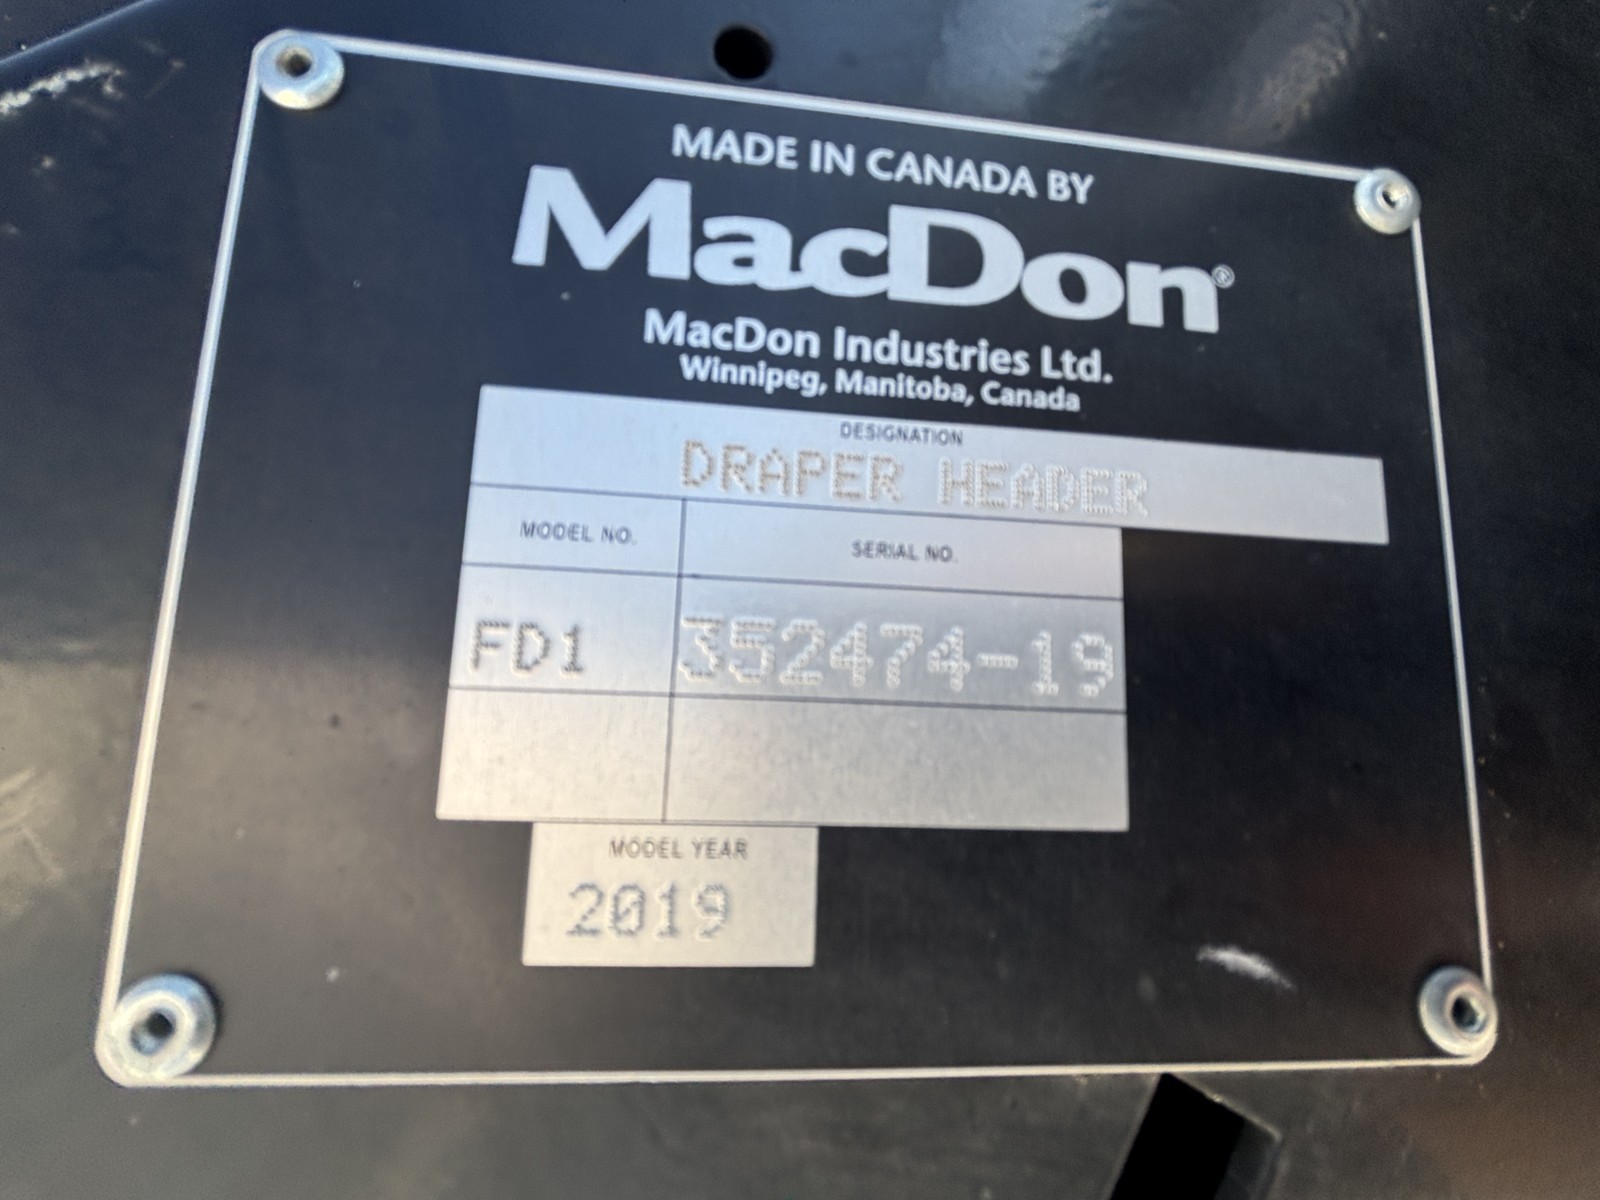 MADE IN CANADA BY
MacDon®
MacDon Industries Ltd.
Winnipeg, Manitoba, Canada
DESIGNATION
DRAPER HEADER
MODEL NO. SERIAL NO.
FD1 352474-19
MODEL YEAR
2019